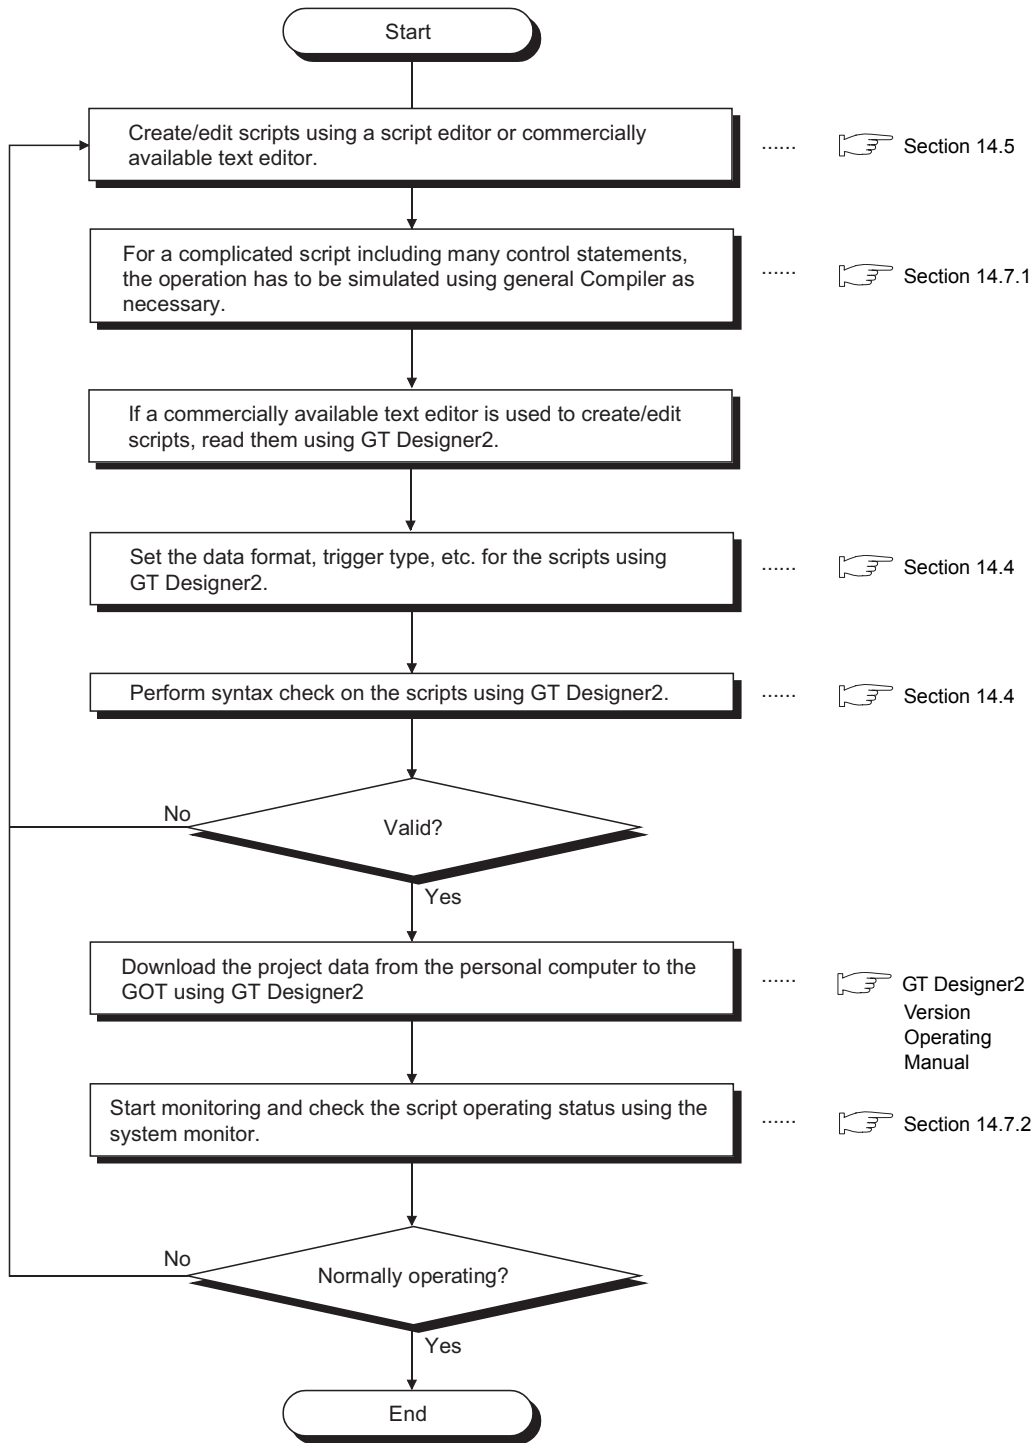 Start
Create/edit scripts using a script editor or commercially
available text editor.
...... Section 14.5
For a complicated script including many control statements,
the operation has to be simulated using general Compiler as
necessary.
...... Section 14.7.1
If a commercially available text editor is used to create/edit
scripts, read them using GT Designer2.
Set the data format, trigger type, etc. for the scripts using
GT Designer2.
...... Section 14.4
Perform syntax check on the scripts using GT Designer2.
...... Section 14.4
No
Valid?
Yes
Download the project data from the personal computer to the
GOT using GT Designer2
...... GT Designer2
Version
Operating
Manual
Start monitoring and check the script operating status using the
system monitor.
...... Section 14.7.2
No
Normally operating?
Yes
End